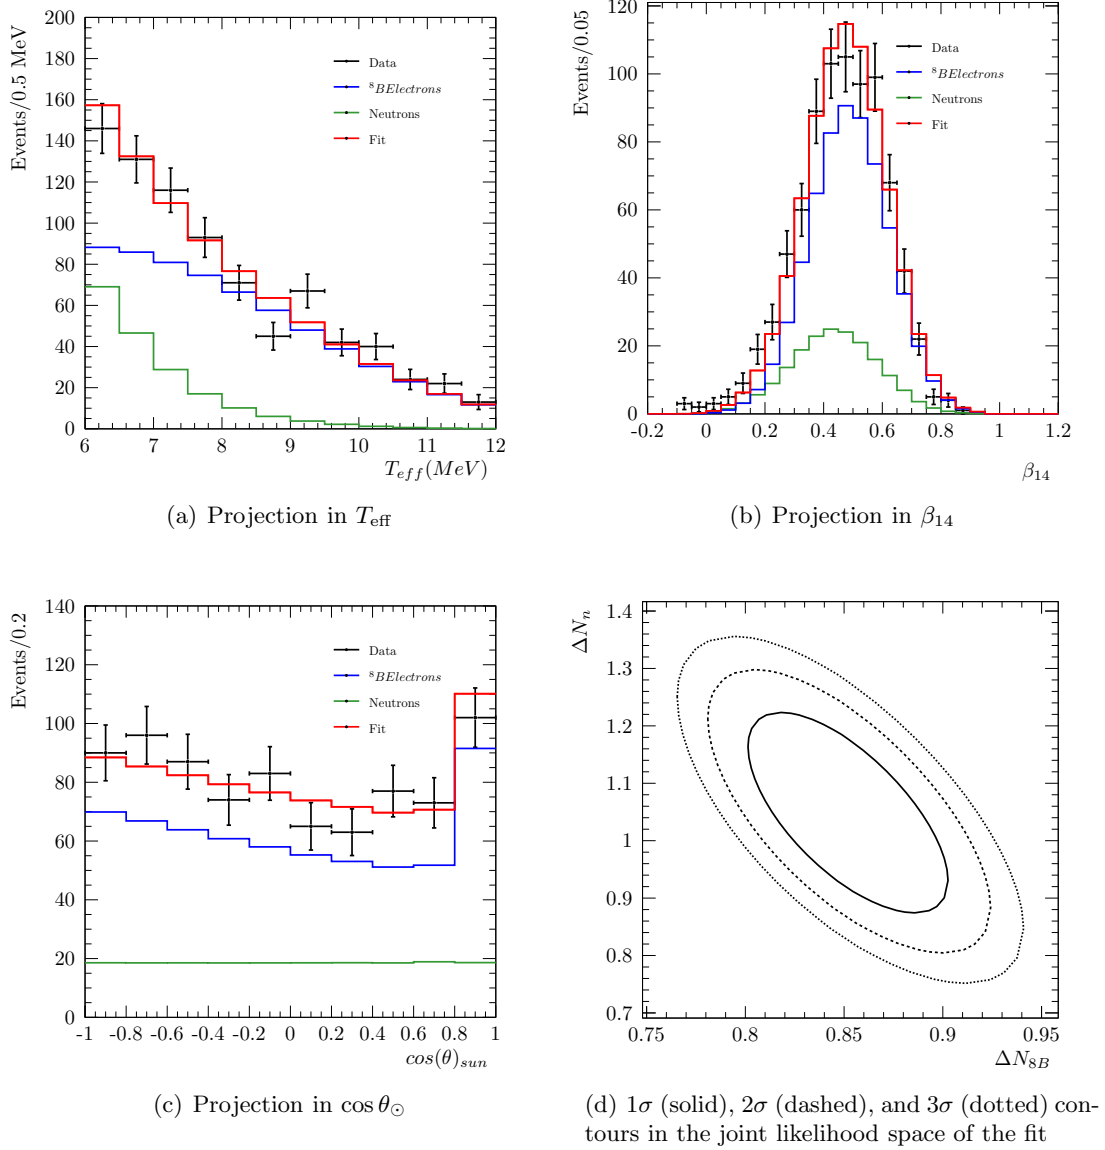 Events/0.5 MeV
200
180
160
140
120
100
80
60
40
20
0
6 7 8 9 10 11 12
T_eff(MeV)
Data
⁸BElectrons
Neutrons
Fit
(a) Projection in T_eff
Events/0.05
120
100
80
60
40
20
0
-0.2 0 0.2 0.4 0.6 0.8 1 1.2
β₁₄
Data
⁸BElectrons
Neutrons
Fit
(b) Projection in β₁₄
Events/0.2
140
120
100
80
60
40
20
0
-1 -0.8 -0.6 -0.4 -0.2 0 0.2 0.4 0.6 0.8 1
cos(θ)_sun
Data
⁸BElectrons
Neutrons
Fit
(c) Projection in cos θ_⊙
ΔN_n
1.4
1.3
1.2
1.1
1
0.9
0.8
0.7
0.75 0.8 0.85 0.9 0.95
ΔN_8B
(d) 1σ (solid), 2σ (dashed), and 3σ (dotted) con-
tours in the joint likelihood space of the fit